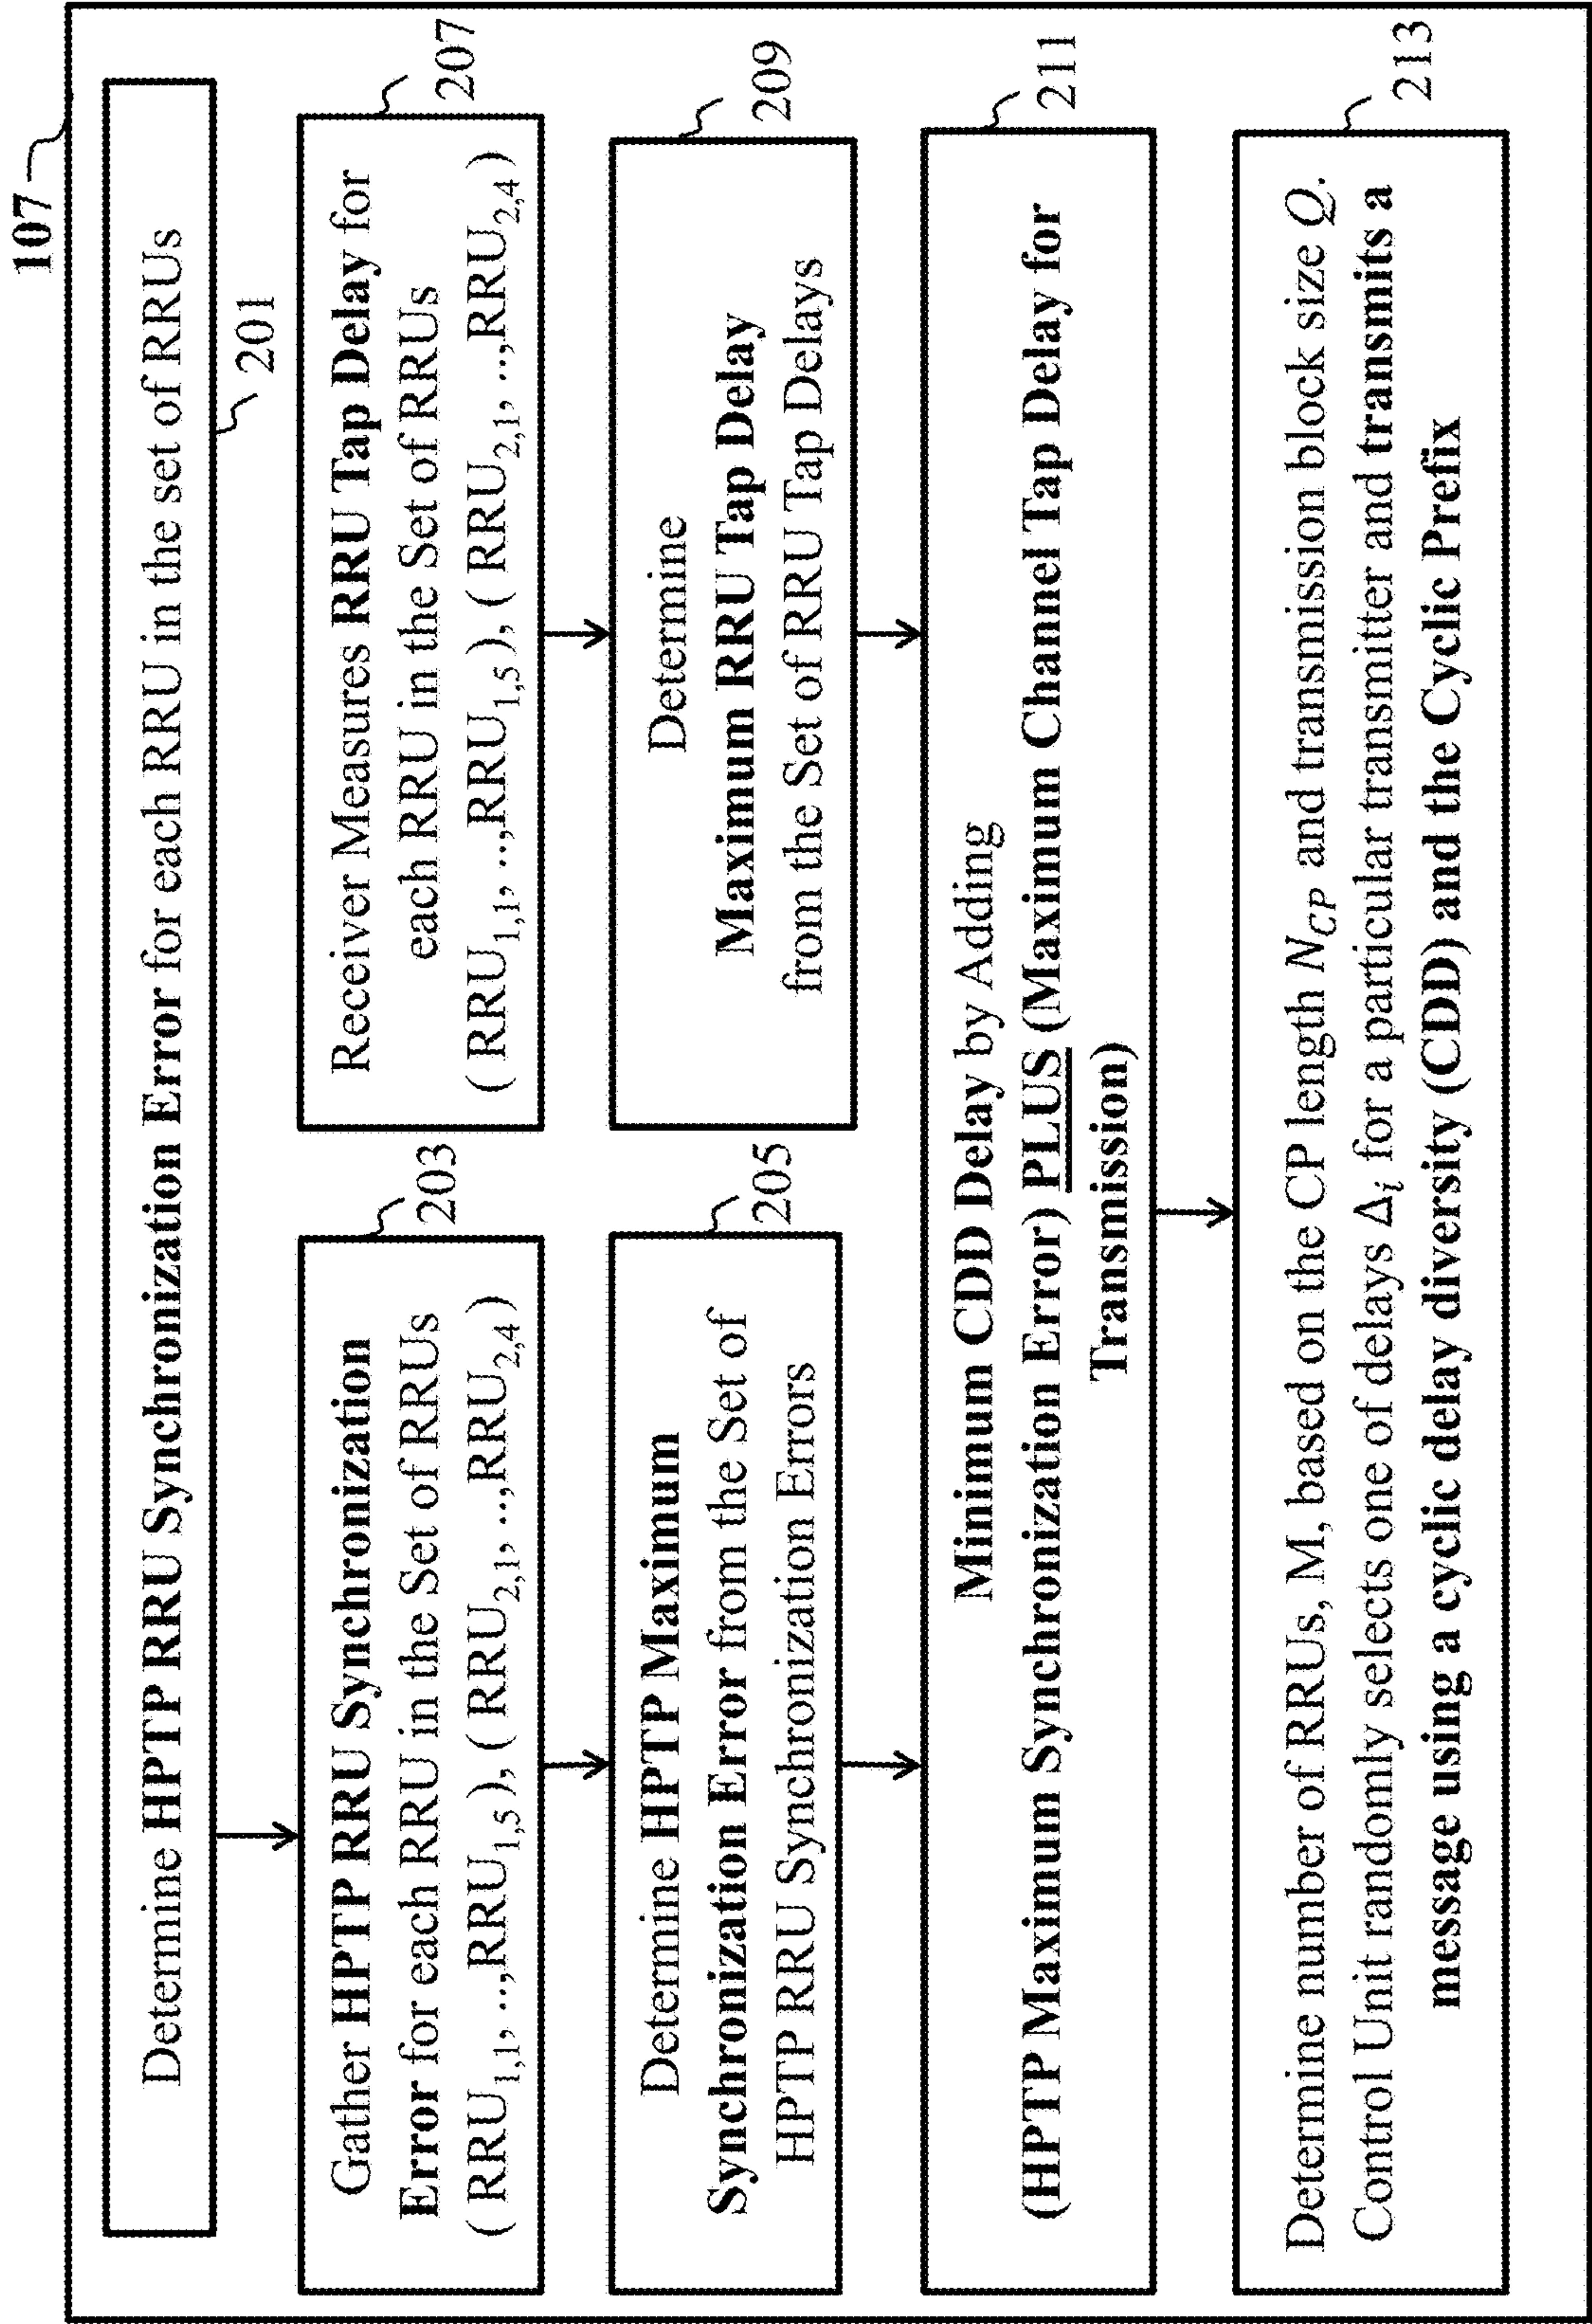 107
Determine HPTP RRU Synchronization Error for each RRU in the set of RRUs
201
Gather HPTP RRU Synchronization
Error for each RRU in the Set of RRUs
( RRU1,1, ..,RRU1,5 ), ( RRU2,1, ..,RRU2,4 )
203
Receiver Measures RRU Tap Delay for
each RRU in the Set of RRUs
( RRU1,1, ..,RRU1,5 ), ( RRU2,1, ..,RRU2,4 )
207
Determine HPTP Maximum
Synchronization Error from the Set of
HPTP RRU Synchronization Errors
205
Determine
Maximum RRU Tap Delay
from the Set of RRU Tap Delays
209
Minimum CDD Delay by Adding
(HPTP Maximum Synchronization Error) PLUS (Maximum Channel Tap Delay for
Transmission)
211
Determine number of RRUs, M, based on the CP length NCP and transmission block size Q.
Control Unit randomly selects one of delays Δi for a particular transmitter and transmits a
message using a cyclic delay diversity (CDD) and the Cyclic Prefix
213